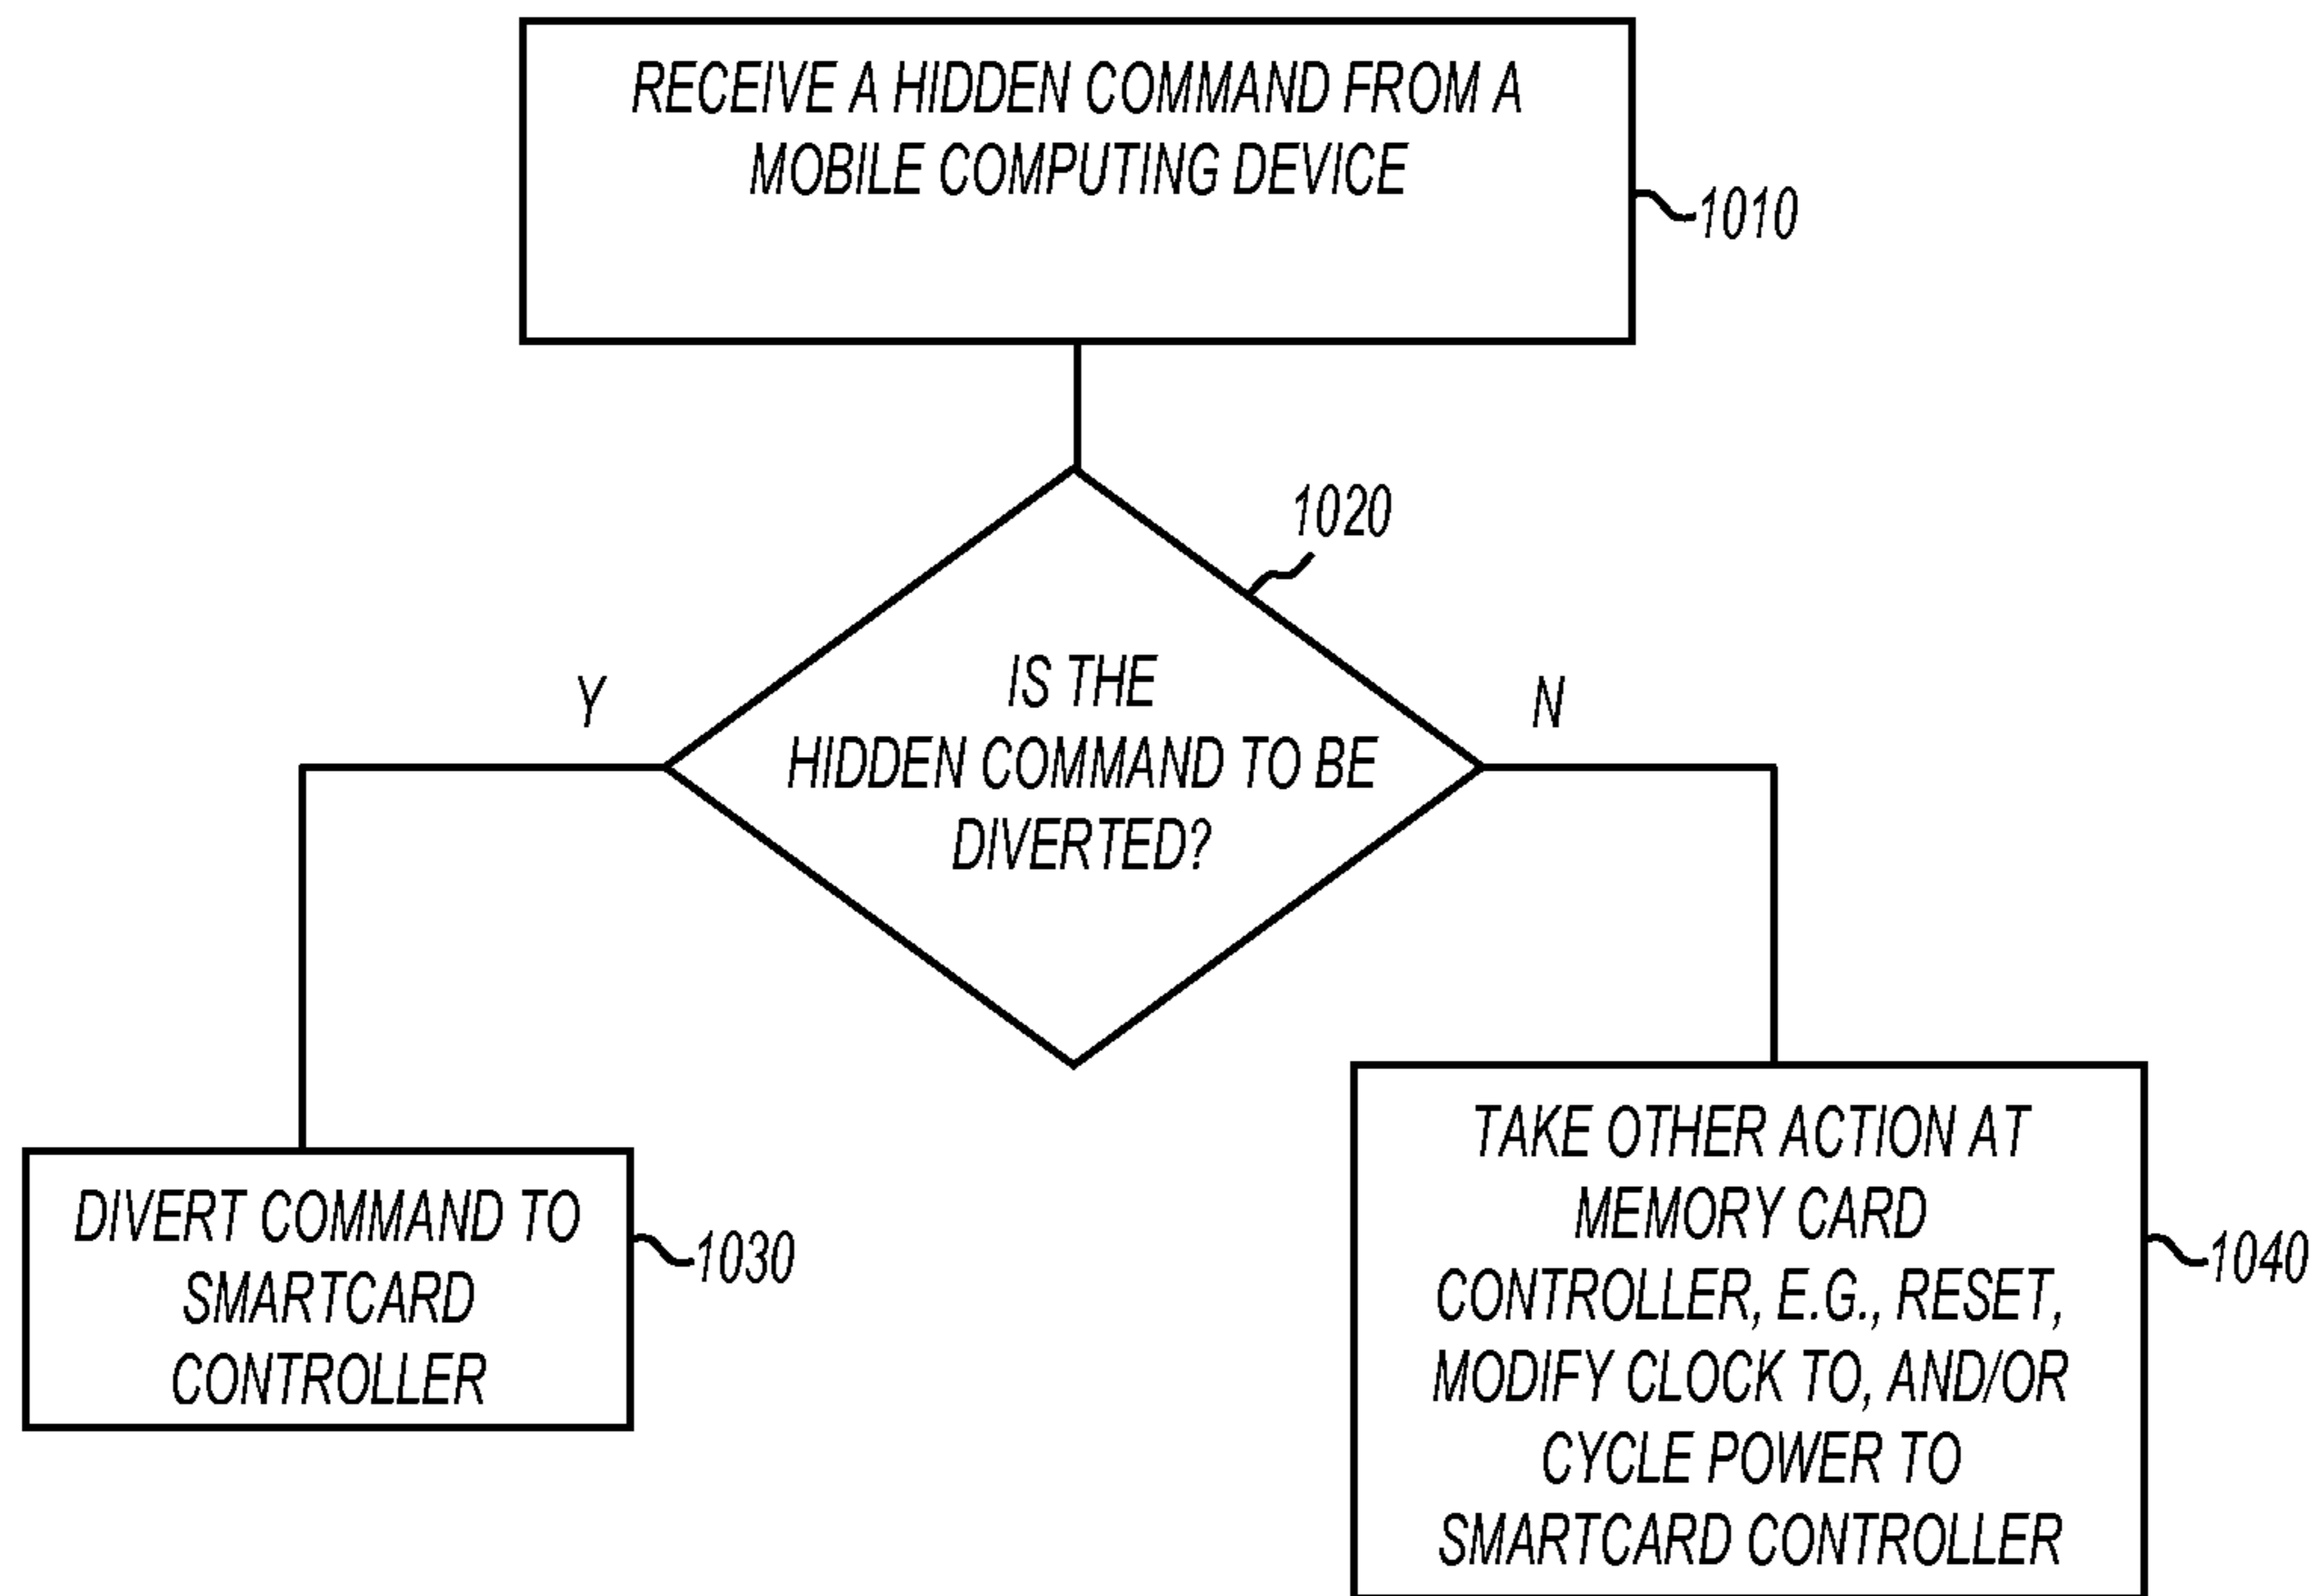 RECEIVE A HIDDEN COMMAND FROM A
MOBILE COMPUTING DEVICE
1010
1020
IS THE
HIDDEN COMMAND TO BE
DIVERTED?
Y
N
DIVERT COMMAND TO
SMARTCARD
CONTROLLER
1030
TAKE OTHER ACTION AT
MEMORY CARD
CONTROLLER, E.G., RESET,
MODIFY CLOCK TO, AND/OR
CYCLE POWER TO
SMARTCARD CONTROLLER
1040